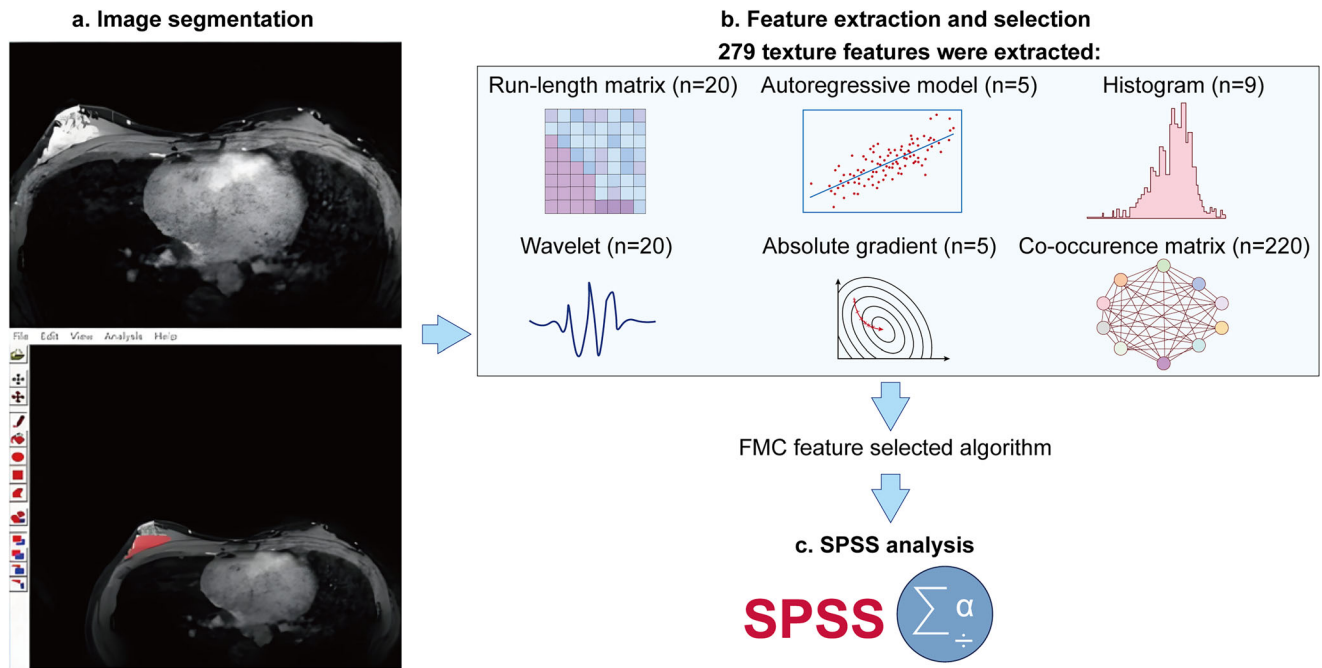 a. Image segmentation
File Edit View Analysis Help
b. Feature extraction and selection
279 texture features were extracted:
Run-length matrix (n=20)
Autoregressive model (n=5)
Histogram (n=9)
Wavelet (n=20)
Absolute gradient (n=5)
Co-occurence matrix (n=220)
FMC feature selected algorithm
c. SPSS analysis
SPSS
∑ α
÷